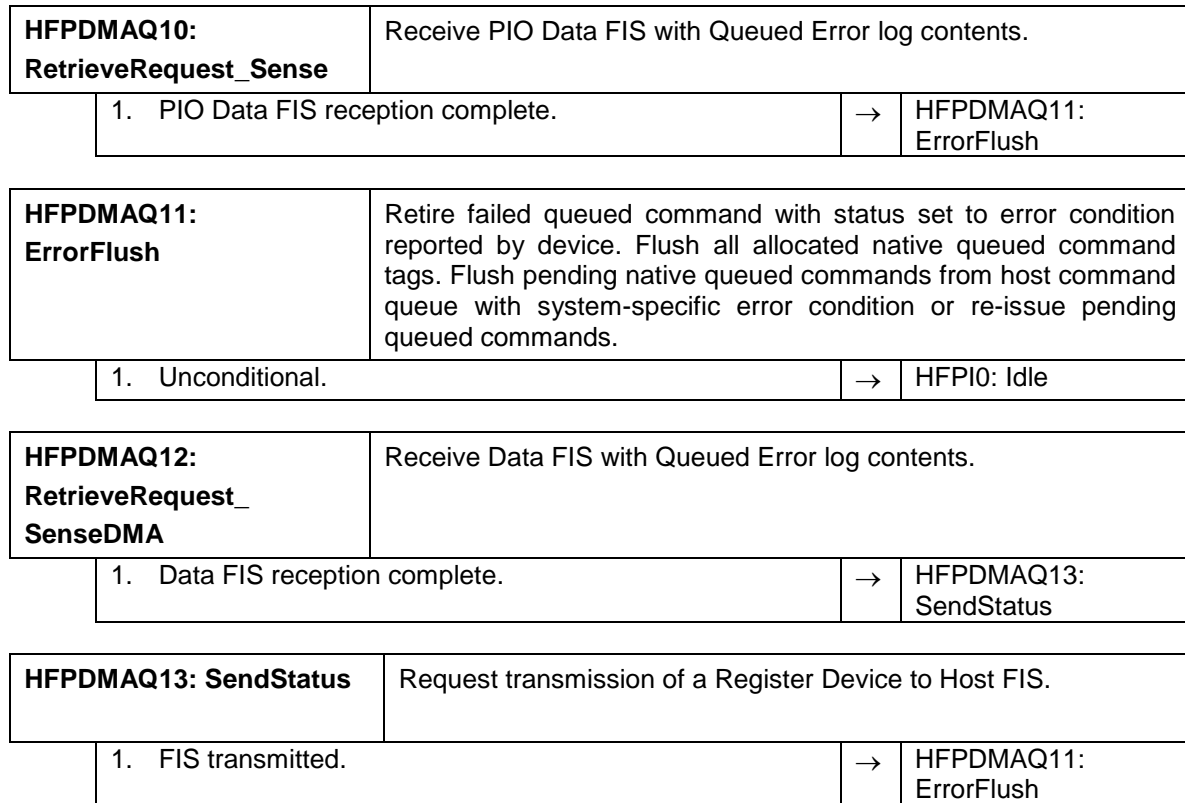 HFPDMAQ10:
RetrieveRequest_Sense
Receive PIO Data FIS with Queued Error log contents.
1. PIO Data FIS reception complete.
→
HFPDMAQ11:
ErrorFlush
HFPDMAQ11:
ErrorFlush
Retire failed queued command with status set to error condition
reported by device. Flush all allocated native queued command
tags. Flush pending native queued commands from host command
queue with system-specific error condition or re-issue pending
queued commands.
1. Unconditional.
→
HFPI0: Idle
HFPDMAQ12:
RetrieveRequest_
SenseDMA
Receive Data FIS with Queued Error log contents.
1. Data FIS reception complete.
→
HFPDMAQ13:
SendStatus
HFPDMAQ13: SendStatus
Request transmission of a Register Device to Host FIS.
1. FIS transmitted.
→
HFPDMAQ11:
ErrorFlush